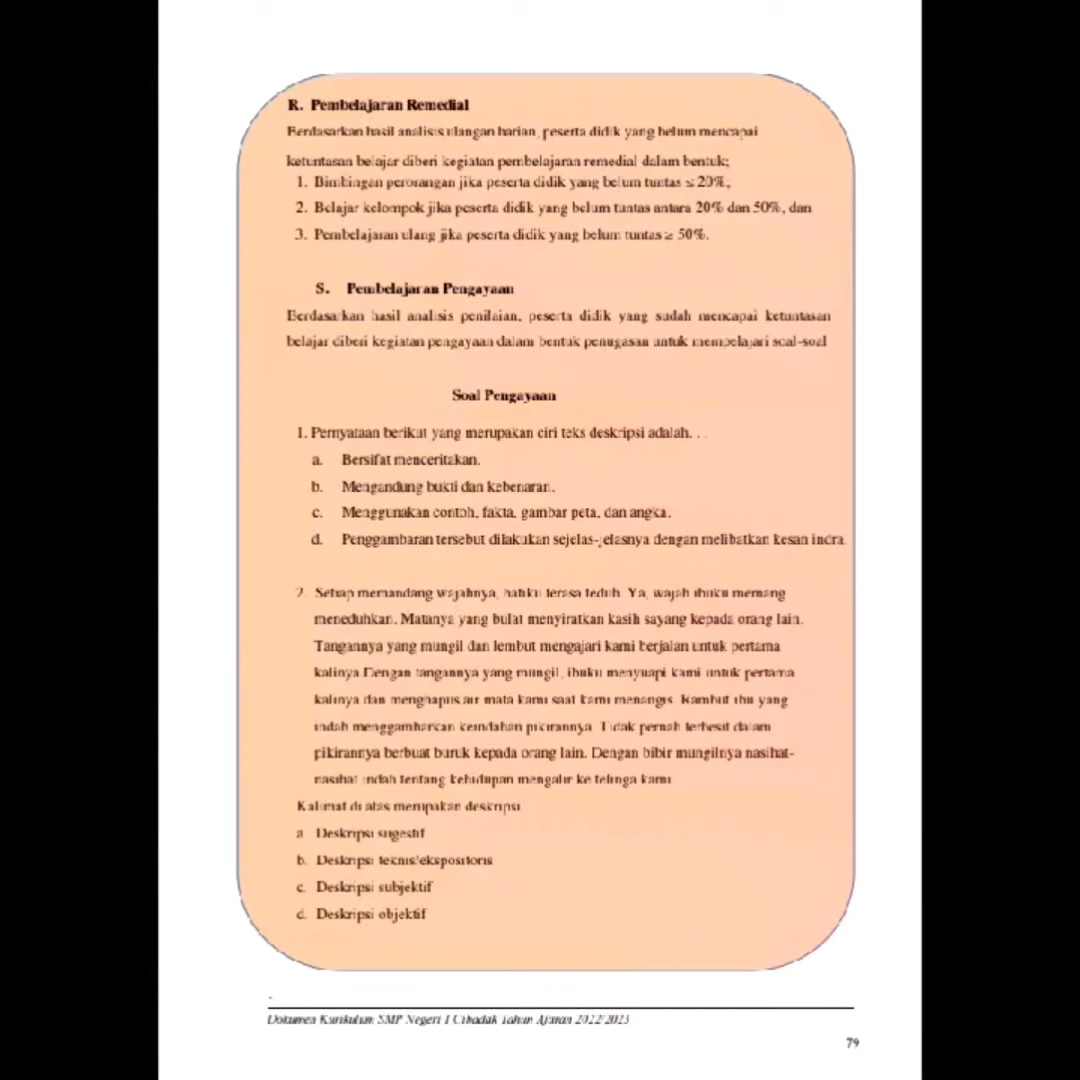 R. Pembelajaran Remedial
Berdasarkan hasil analisis ulangan harian, peserta didik yang belum mencapai
ketuntasan belajar diberi kegiatan pembelajaran remedial dalam bentuk;
1. Bimbingan perorangan jika peserta didik yang belum tuntas ≤ 20%,
2. Belajar kelompok jika peserta didik yang belum tuntas antara 20% dan 50%, dan
3. Pembelajaran ulang jika peserta didik yang belum tuntas ≥ 50%.
S. Pembelajaran Pengayaan
Berdasarkan hasil analisis penilaian, peserta didik yang sudah mencapai ketuntasan
belajar diberi kegiatan pengayaan dalam bentuk penugasan untuk mempelajari soal-soal
Soal Pengayaan
1. Pernyataan berikut yang merupakan ciri teks deskripsi adalah. . .
a. Bersifat menceritakan.
b. Mengandung bukti dan kebenaran.
c. Menggunakan contoh, fakta, gambar peta, dan angka.
d. Penggambaran tersebut dilakukan sejelas-jelasnya dengan melibatkan kesan indra.
2. Setiap memandang wajahnya, hatiku terasa teduh. Ya, wajah ibuku memang
meneduhkan. Matanya yang bulat menyiratkan kasih sayang kepada orang lain.
Tangannya yang mungil dan lembut mengajari kami berjalan untuk pertama
kalinya.Dengan tangannya yang mungil, ibuku menyuapi kami untuk pertama
kalinya dan menghapus air mata kami saat kami menangis. Rambut ibu yang
indah menggambarkan keindahan pikirannya. Tidak pernah terbesit dalam
pikirannya berbuat buruk kepada orang lain. Dengan bibir mungilnya nasihat-
nasihat indah tentang kehidupan mengalir ke telinga kami.
Kalimat di atas merupakan deskripsi
a. Deskripsi sugestif
b. Deskripsi teknis/ekspositoris
c. Deskripsi subjektif
d. Deskripsi objektif
Dokumen Kurikulum SMP Negeri 1 Cibadak Tahun Ajaran 2022/2023
79